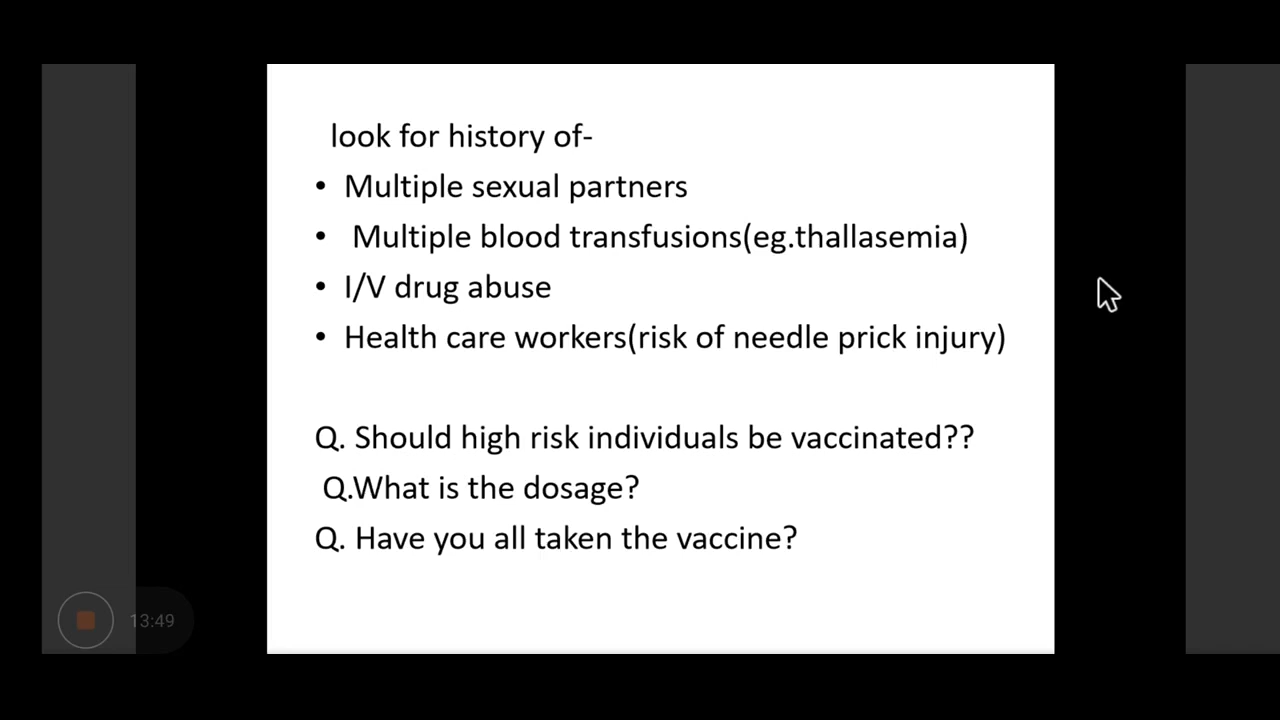 look for history of-
• Multiple sexual partners
• Multiple blood transfusions(eg.thallasemia)
• I/V drug abuse
• Health care workers(risk of needle prick injury)
Q. Should high risk individuals be vaccinated??
Q.What is the dosage?
Q. Have you all taken the vaccine?
13:49